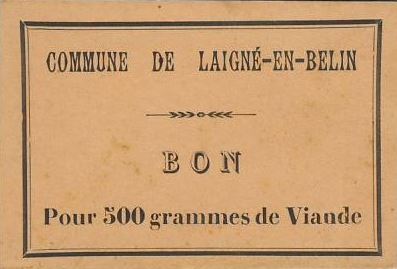 COMMUNE DE LAIGNÉ-EN-BELIN
BON
Pour 500 grammes de Viande